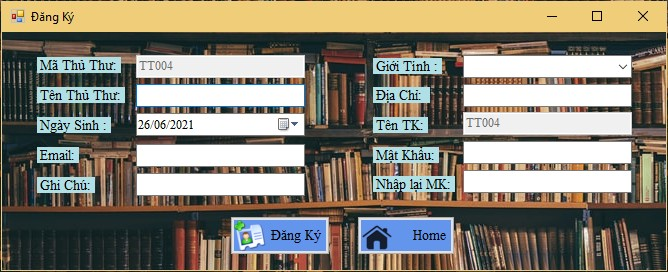 Đăng Ký
Mã Thủ Thư: TT004
Giới Tính :
Tên Thủ Thư:
Địa Chỉ:
Ngày Sinh : 26/06/2021
Tên TK: TT004
Email:
Mật Khẩu:
Ghi Chú:
Nhập lại MK:
Đăng Ký
Home